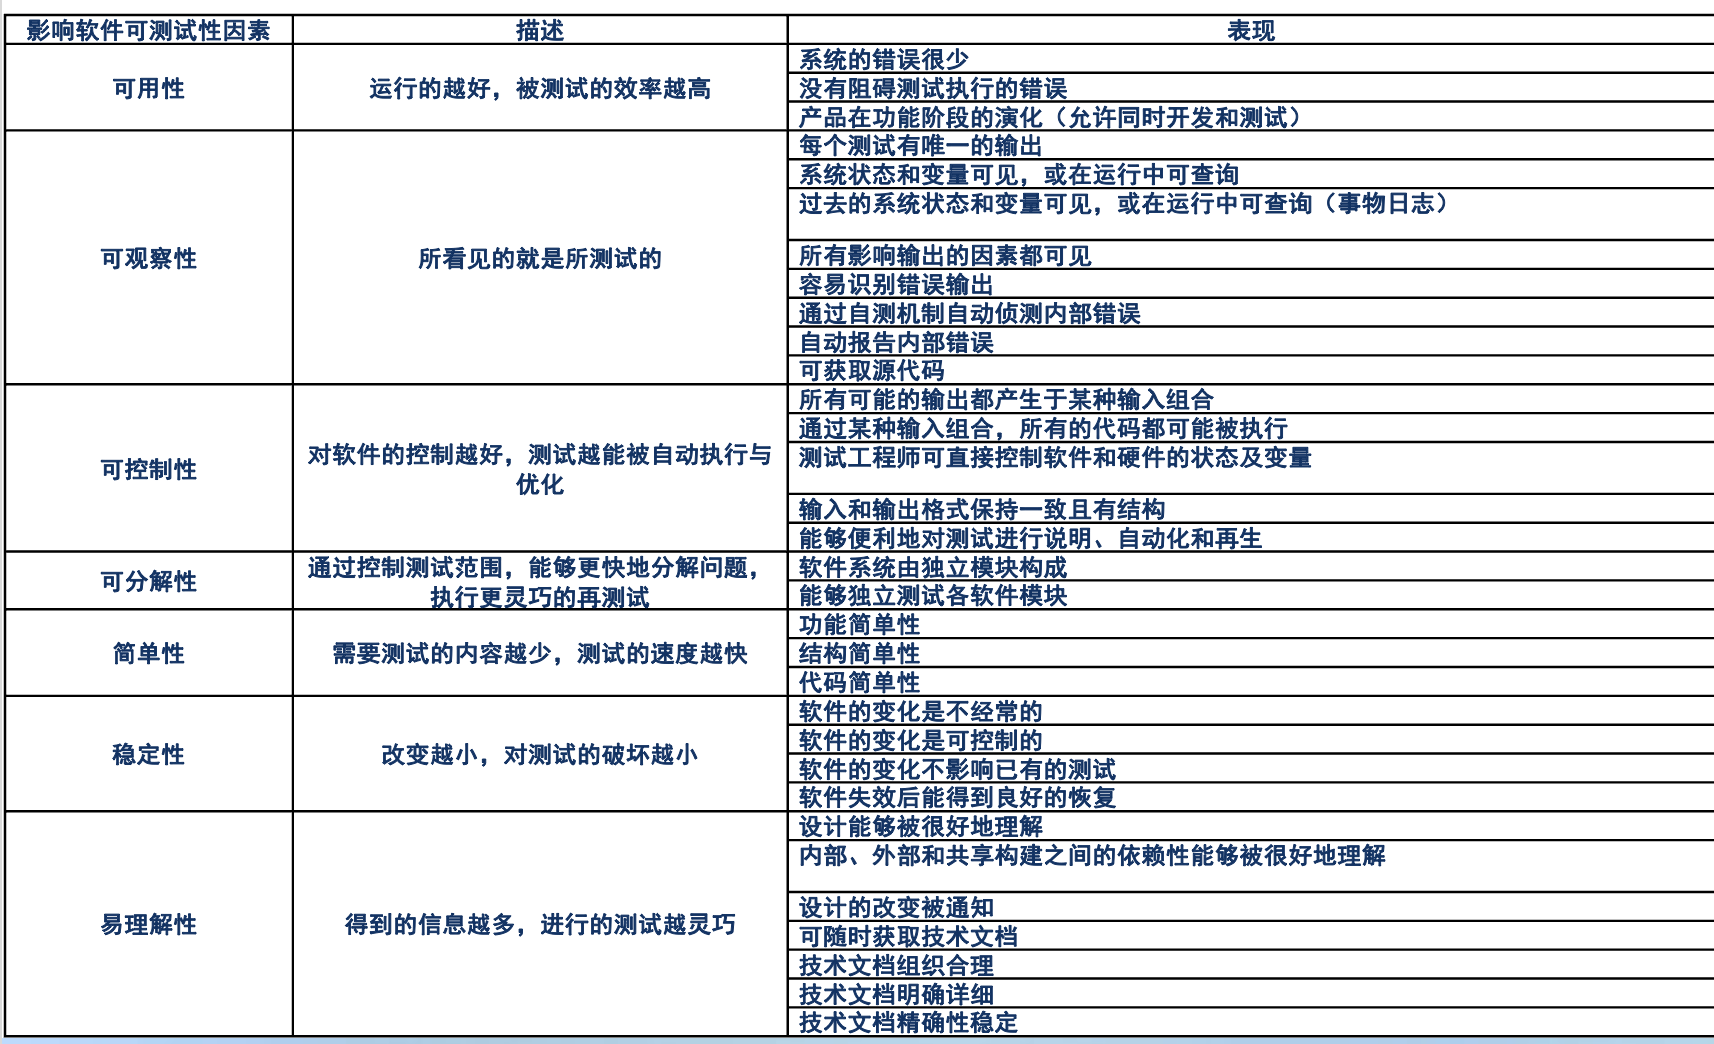 影响软件可测试性因素 描述 表现
可用性 运行的越好，被测试的效率越高
系统的错误很少
没有阻碍测试执行的错误
产品在功能阶段的演化（允许同时开发和测试）
可观察性 所看见的就是所测试的
每个测试有唯一的输出
系统状态和变量可见，或在运行中可查询
过去的系统状态和变量可见，或在运行中可查询（事物日志）
所有影响输出的因素都可见
容易识别错误输出
通过自测机制自动侦测内部错误
自动报告内部错误
可获取源代码
可控制性 对软件的控制越好，测试越能被自动执行与
优化
所有可能的输出都产生于某种输入组合
通过某种输入组合，所有的代码都可能被执行
测试工程师可直接控制软件和硬件的状态及变量
输入和输出格式保持一致且有结构
能够便利地对测试进行说明、自动化和再生
可分解性 通过控制测试范围，能够更快地分解问题，
执行更灵巧的再测试
软件系统由独立模块构成
能够独立测试各软件模块
简单性 需要测试的内容越少，测试的速度越快
功能简单性
结构简单性
代码简单性
稳定性 改变越小，对测试的破坏越小
软件的变化是不经常的
软件的变化是可控制的
软件的变化不影响已有的测试
软件失效后能得到良好的恢复
易理解性 得到的信息越多，进行的测试越灵巧
设计能够被很好地理解
内部、外部和共享构建之间的依赖性能够被很好地理解
设计的改变被通知
可随时获取技术文档
技术文档组织合理
技术文档明确详细
技术文档精确性稳定